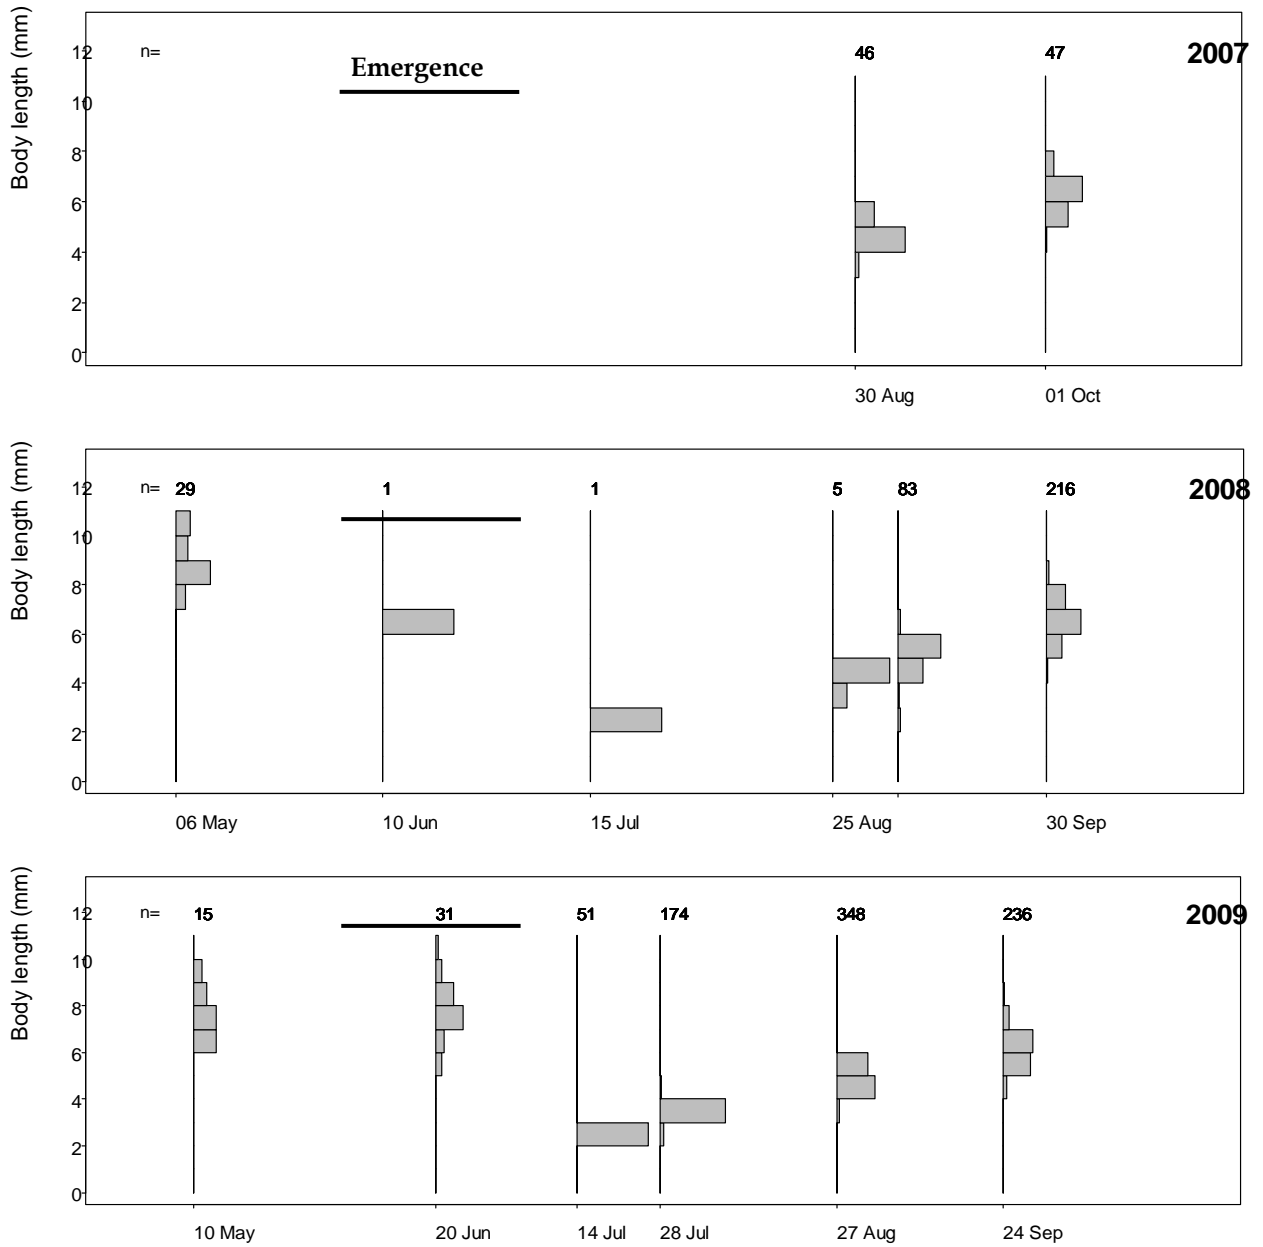 Body length (mm)
12
n=
46
47
2007
Emergence
10
8
6
4
2
0
30 Aug
01 Oct
Body length (mm)
12
n=
29
1
1
5
83
216
2008
10
8
6
4
2
0
06 May
10 Jun
15 Jul
25 Aug
30 Sep
Body length (mm)
12
n=
15
31
51
174
348
236
2009
10
8
6
4
2
0
10 May
20 Jun
14 Jul
28 Jul
27 Aug
24 Sep